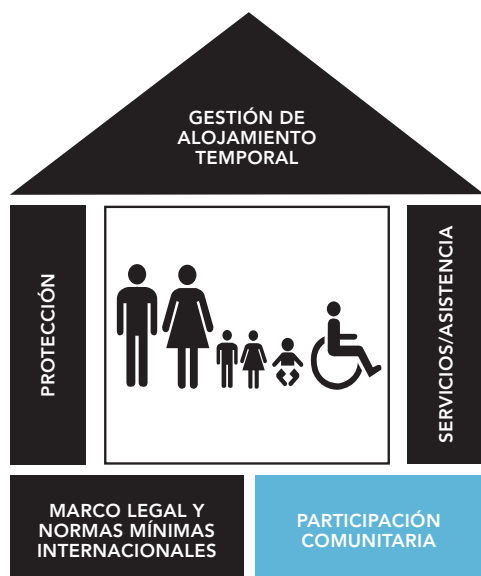 GESTIÓN DE
ALOJAMIENTO
TEMPORAL
PROTECCIÓN
SERVICIOS/ASISTENCIA
MARCO LEGAL Y
NORMAS MÍNIMAS
INTERNACIONALES
PARTICIPACIÓN
COMUNITARIA